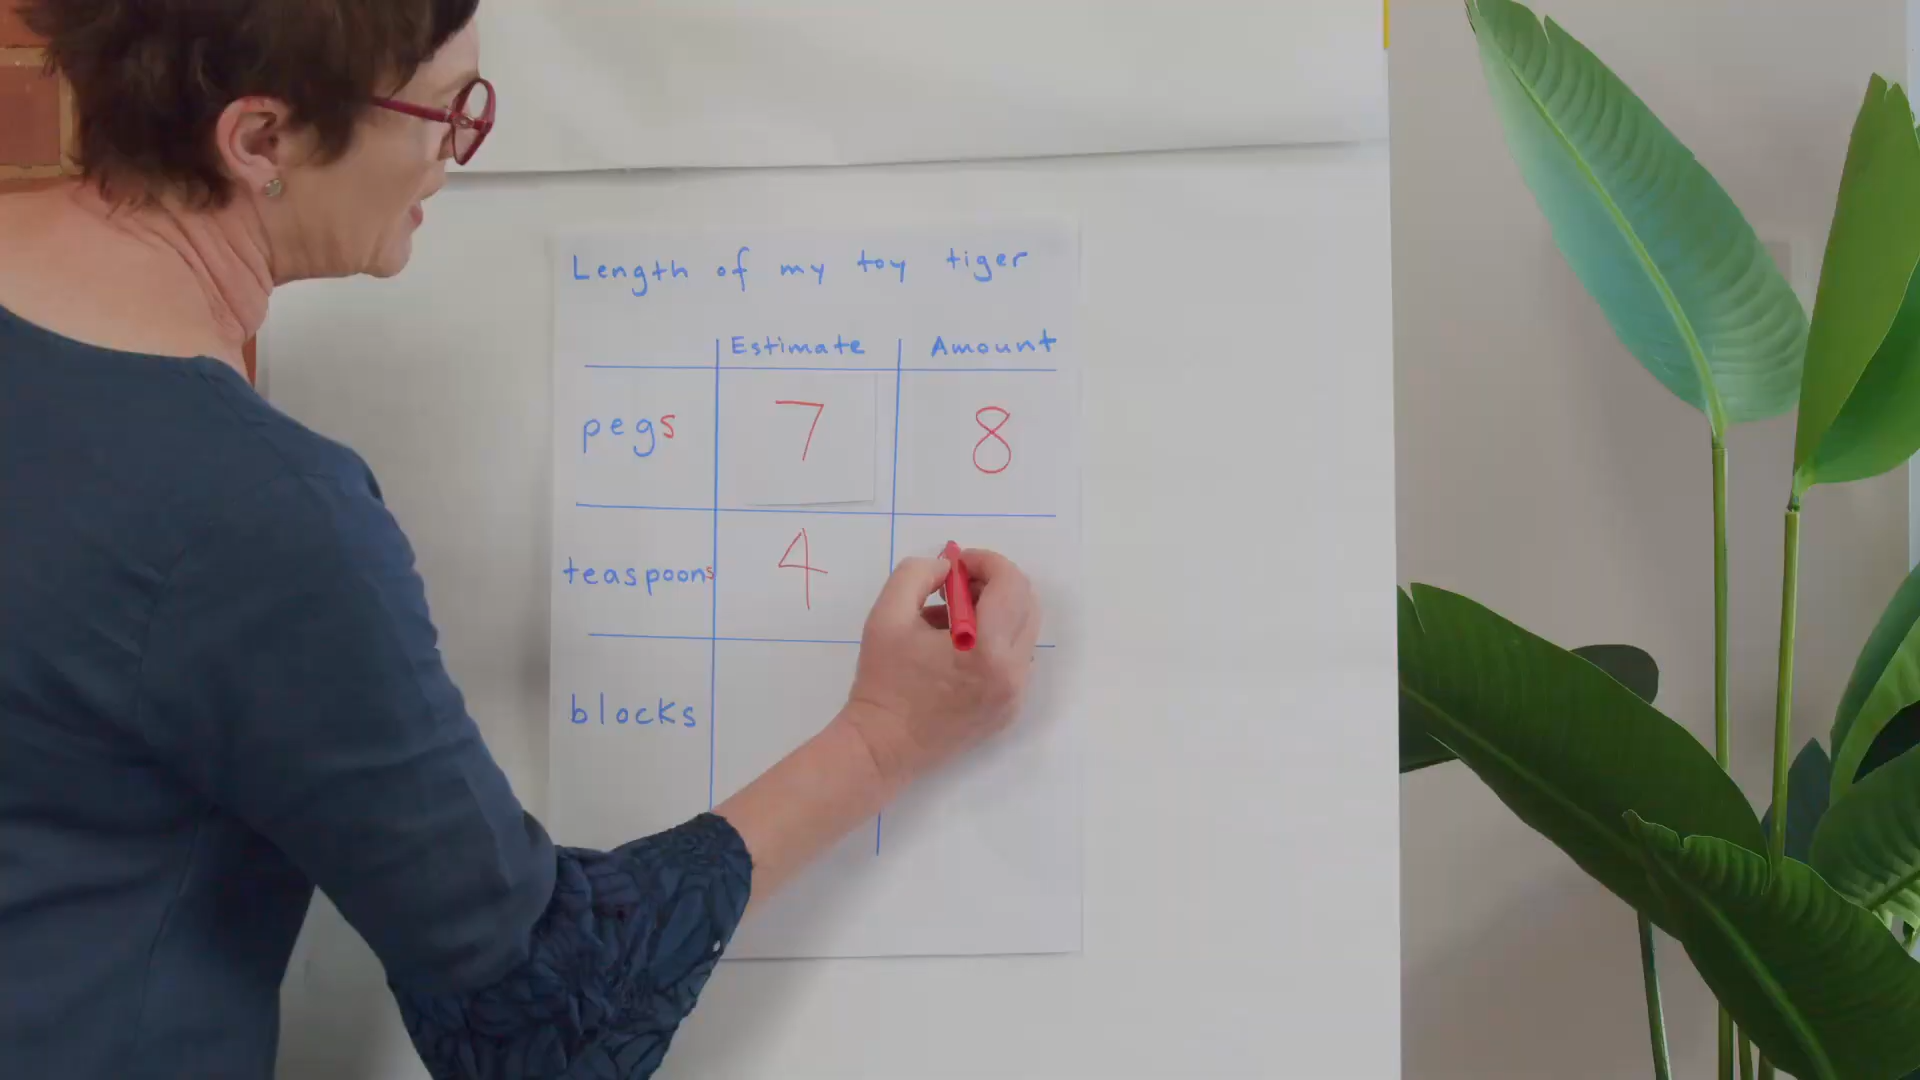 Length of my toy tiger
Estimate Amount
pegs 7 8
teaspoons 4
blocks